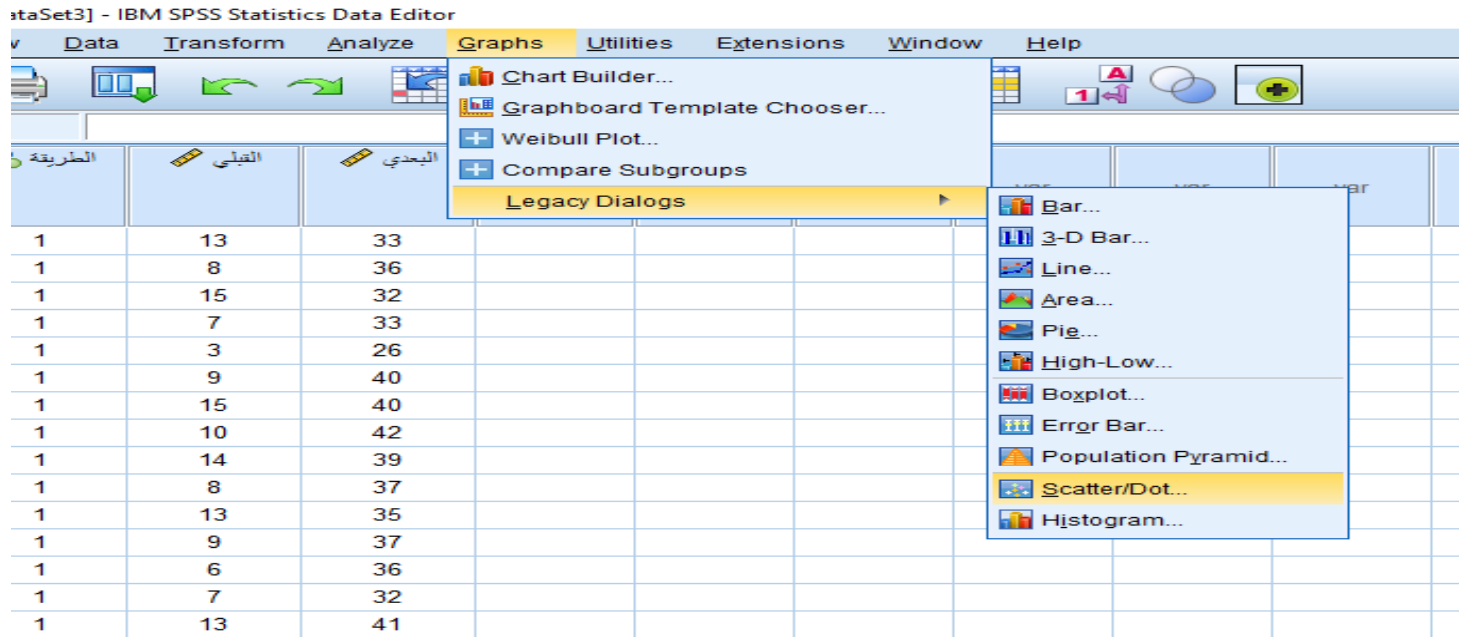 ataSet3] - IBM SPSS Statistics Data Editor
Data Transform Analyze Graphs Utilities Extensions Window Help
Chart Builder...
Graphboard Template Chooser...
Weibull Plot...
Compare Subgroups
Legacy Dialogs
الطريقة القبلي البعدي
Bar...
3-D Bar...
Line...
Area...
Pie...
High-Low...
Boxplot...
Error Bar...
Population Pyramid...
Scatter/Dot...
Histogram...
1 13 33
1 8 36
1 15 32
1 7 33
1 3 26
1 9 40
1 15 40
1 10 42
1 14 39
1 8 37
1 13 35
1 9 37
1 6 36
1 7 32
1 13 41